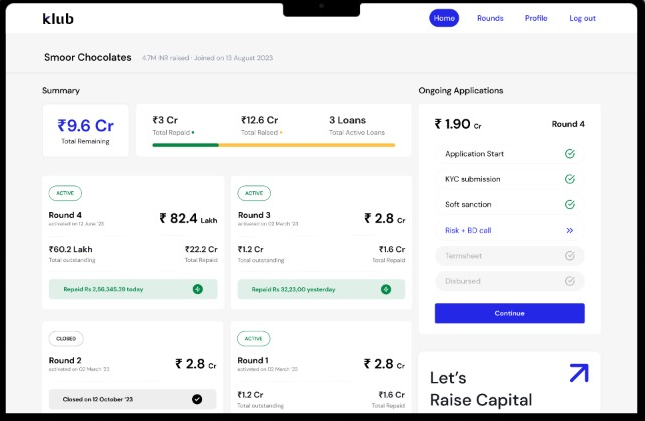 klub
Home
Rounds
Profile
Log out
Smoor Chocolates
4.7M INR raised · Joined on 13 August 2023
Summary
₹9.6 Cr
Total Remaining
₹3 Cr
Total Repaid
₹12.6 Cr
Total Raised
3 Loans
Total Active Loans
ACTIVE
Round 4
activated on 12 June '23
₹ 82.4 Lakh
₹60.2 Lakh
Total outstanding
₹22.2 Cr
Total Repaid
Repaid Rs 2,56,345.39 today
ACTIVE
Round 3
activated on 02 March '23
₹ 2.8 Cr
₹1.2 Cr
Total outstanding
₹1.6 Cr
Total Repaid
Repaid Rs 32,23,00 yesterday
CLOSED
Round 2
activated on 02 March '23
₹ 2.8 Cr
Closed on 12 October '23
ACTIVE
Round 1
activated on 02 March '23
₹ 2.8 Cr
₹1.2 Cr
Total outstanding
₹1.6 Cr
Total Repaid
Ongoing Applications
₹ 1.90 Cr
Round 4
Application Start
KYC submission
Soft sanction
Risk + BD call
Termsheet
Disbursed
Continue
Let's
Raise Capital